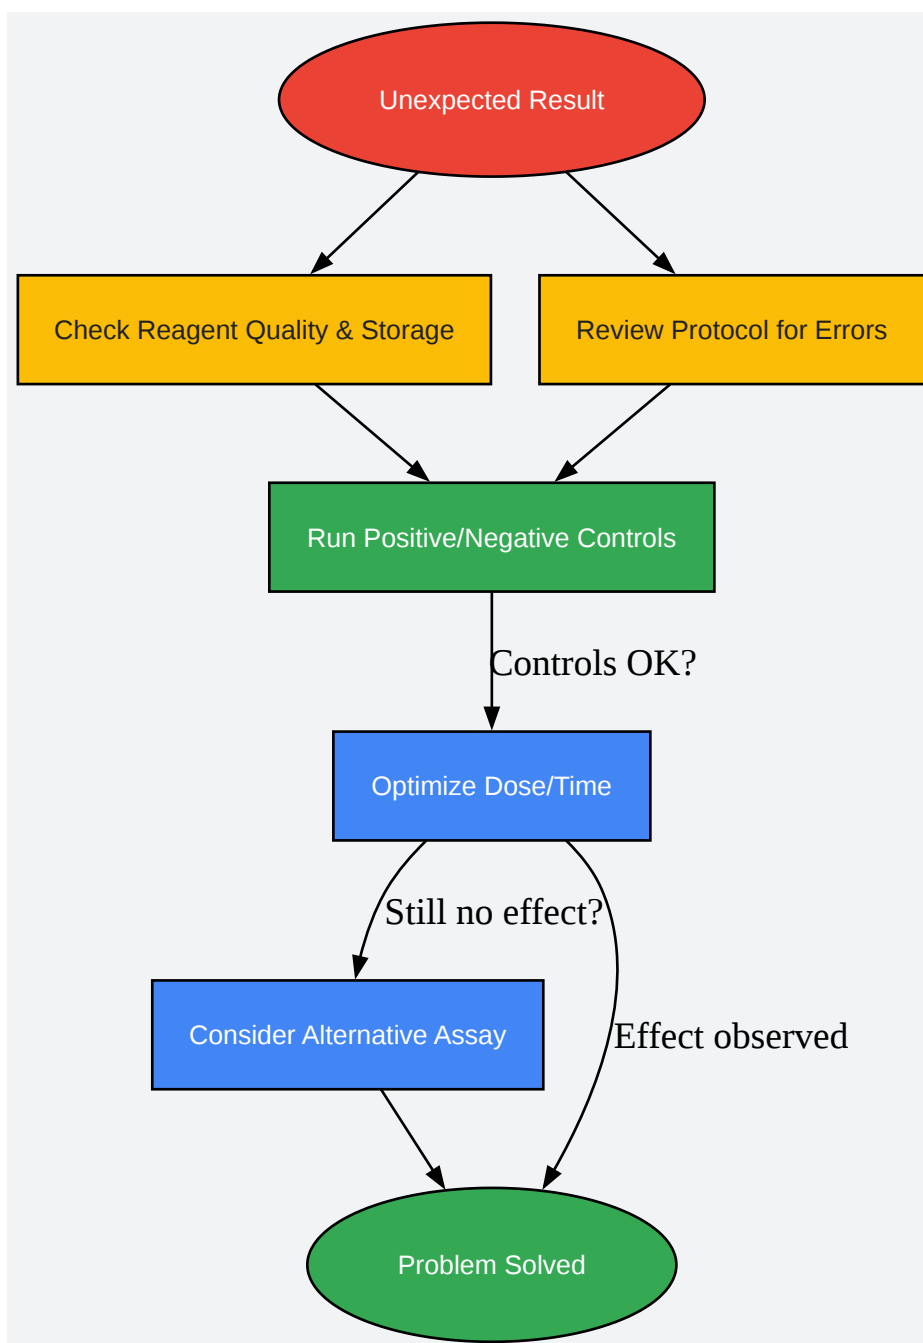 Unexpected Result
Check Reagent Quality & Storage
Review Protocol for Errors
Run Positive/Negative Controls
Controls OK?
Optimize Dose/Time
Still no effect?
Consider Alternative Assay
Effect observed
Problem Solved